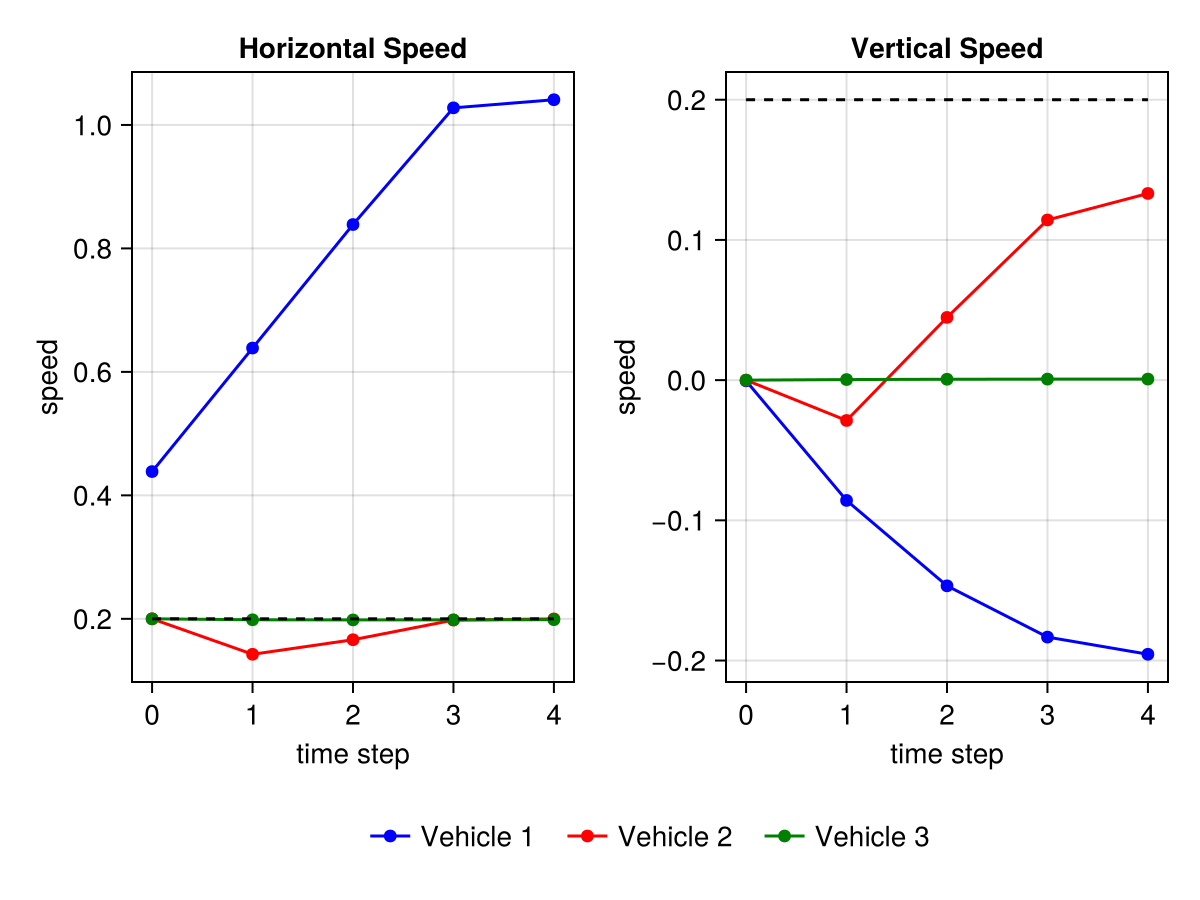 Horizontal Speed
Vertical Speed
speed
1.0
0.8
0.6
0.4
0.2
0 1 2 3 4
time step
speed
0.2
0.1
0.0
−0.1
−0.2
0 1 2 3 4
time step
Vehicle 1 Vehicle 2 Vehicle 3